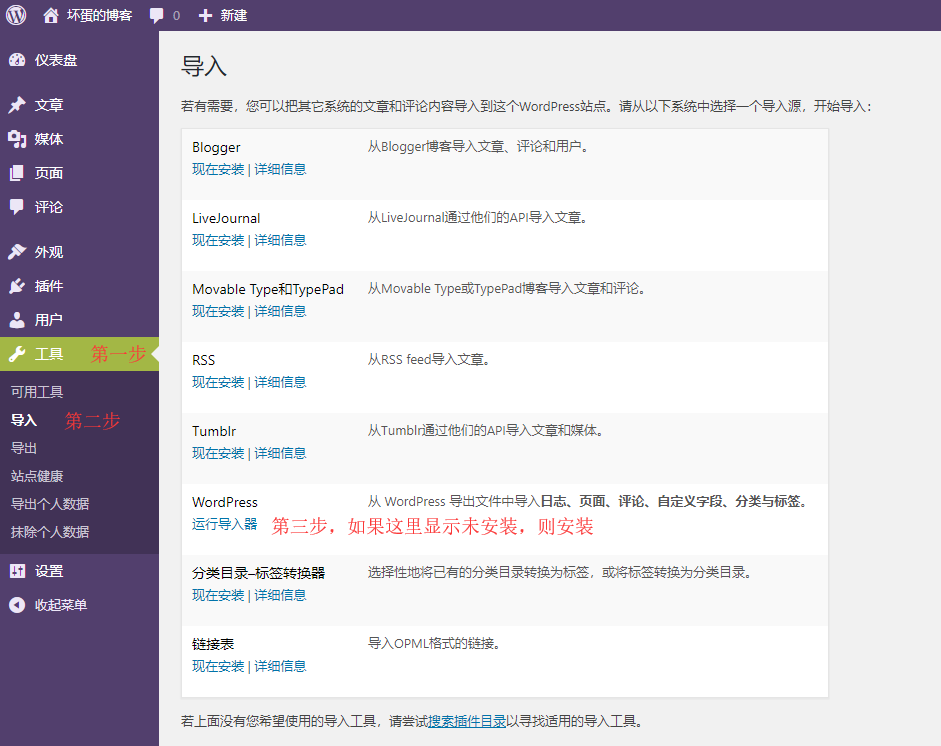 坏蛋的博客 0 新建
仪表盘
文章
媒体
页面
评论
外观
插件
用户
工具 第一步
可用工具
导入 第二步
导出
站点健康
导出个人数据
抹除个人数据
设置
收起菜单
导入
若有需要，您可以把其它系统的文章和评论内容导入到这个WordPress站点。请从以下系统中选择一个导入源，开始导入：
Blogger 从Blogger博客导入文章、评论和用户。
现在安装 | 详细信息
LiveJournal 从LiveJournal通过他们的API导入文章。
现在安装 | 详细信息
Movable Type和TypePad 从Movable Type或TypePad博客导入文章和评论。
现在安装 | 详细信息
RSS 从RSS feed导入文章。
现在安装 | 详细信息
Tumblr 从Tumblr通过他们的API导入文章和媒体。
现在安装 | 详细信息
WordPress 从 WordPress 导出文件中导入日志、页面、评论、自定义字段、分类与标签。
运行导入器 第三步，如果这里显示未安装，则安装
分类目录–标签转换器 选择性地将已有的分类目录转换为标签，或将标签转换为分类目录。
现在安装 | 详细信息
链接表 导入OPML格式的链接。
现在安装 | 详细信息
若上面没有您希望使用的导入工具，请尝试搜索插件目录以寻找适用的导入工具。